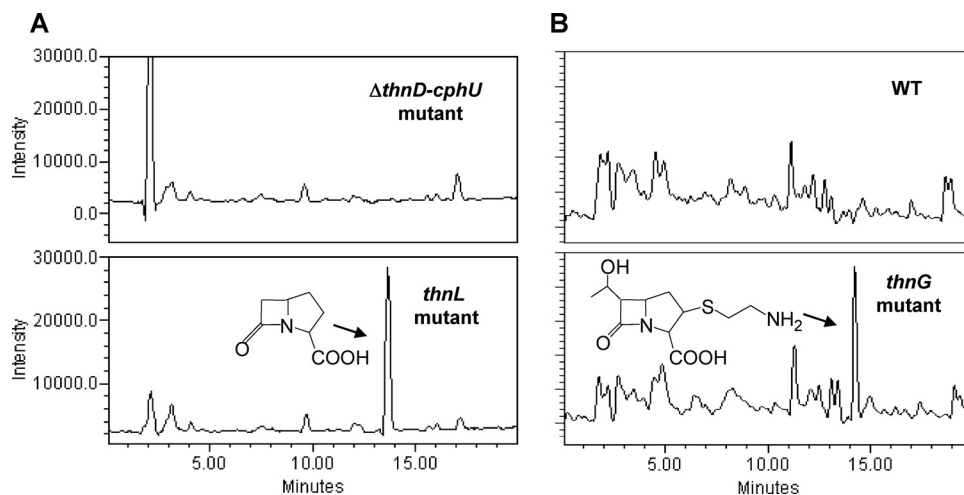 A
30000.0
20000.0
10000.0
0.0
Intensity
ΔthnD-cphU
mutant
30000.0
20000.0
10000.0
Intensity
thnL
mutant
N
O
COOH
5.00 10.00 15.00
Minutes
B
WT
OH
S
NH2
N
O
COOH
thnG
mutant
5.00 10.00 15.00
Minutes